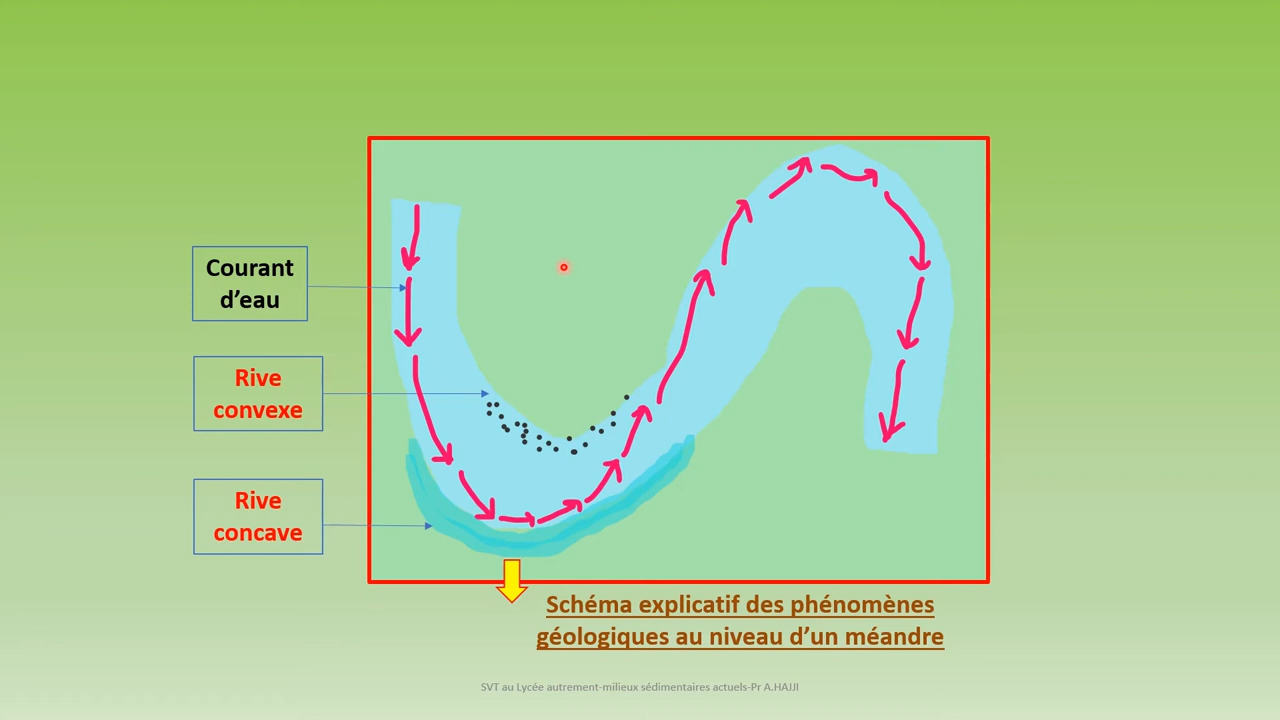 Courant
d’eau
Rive
convexe
Rive
concave
Schéma explicatif des phénomènes
géologiques au niveau d’un méandre
SVT au Lycée autrement-milieux sédimentaires actuels-Pr A.HAJJI